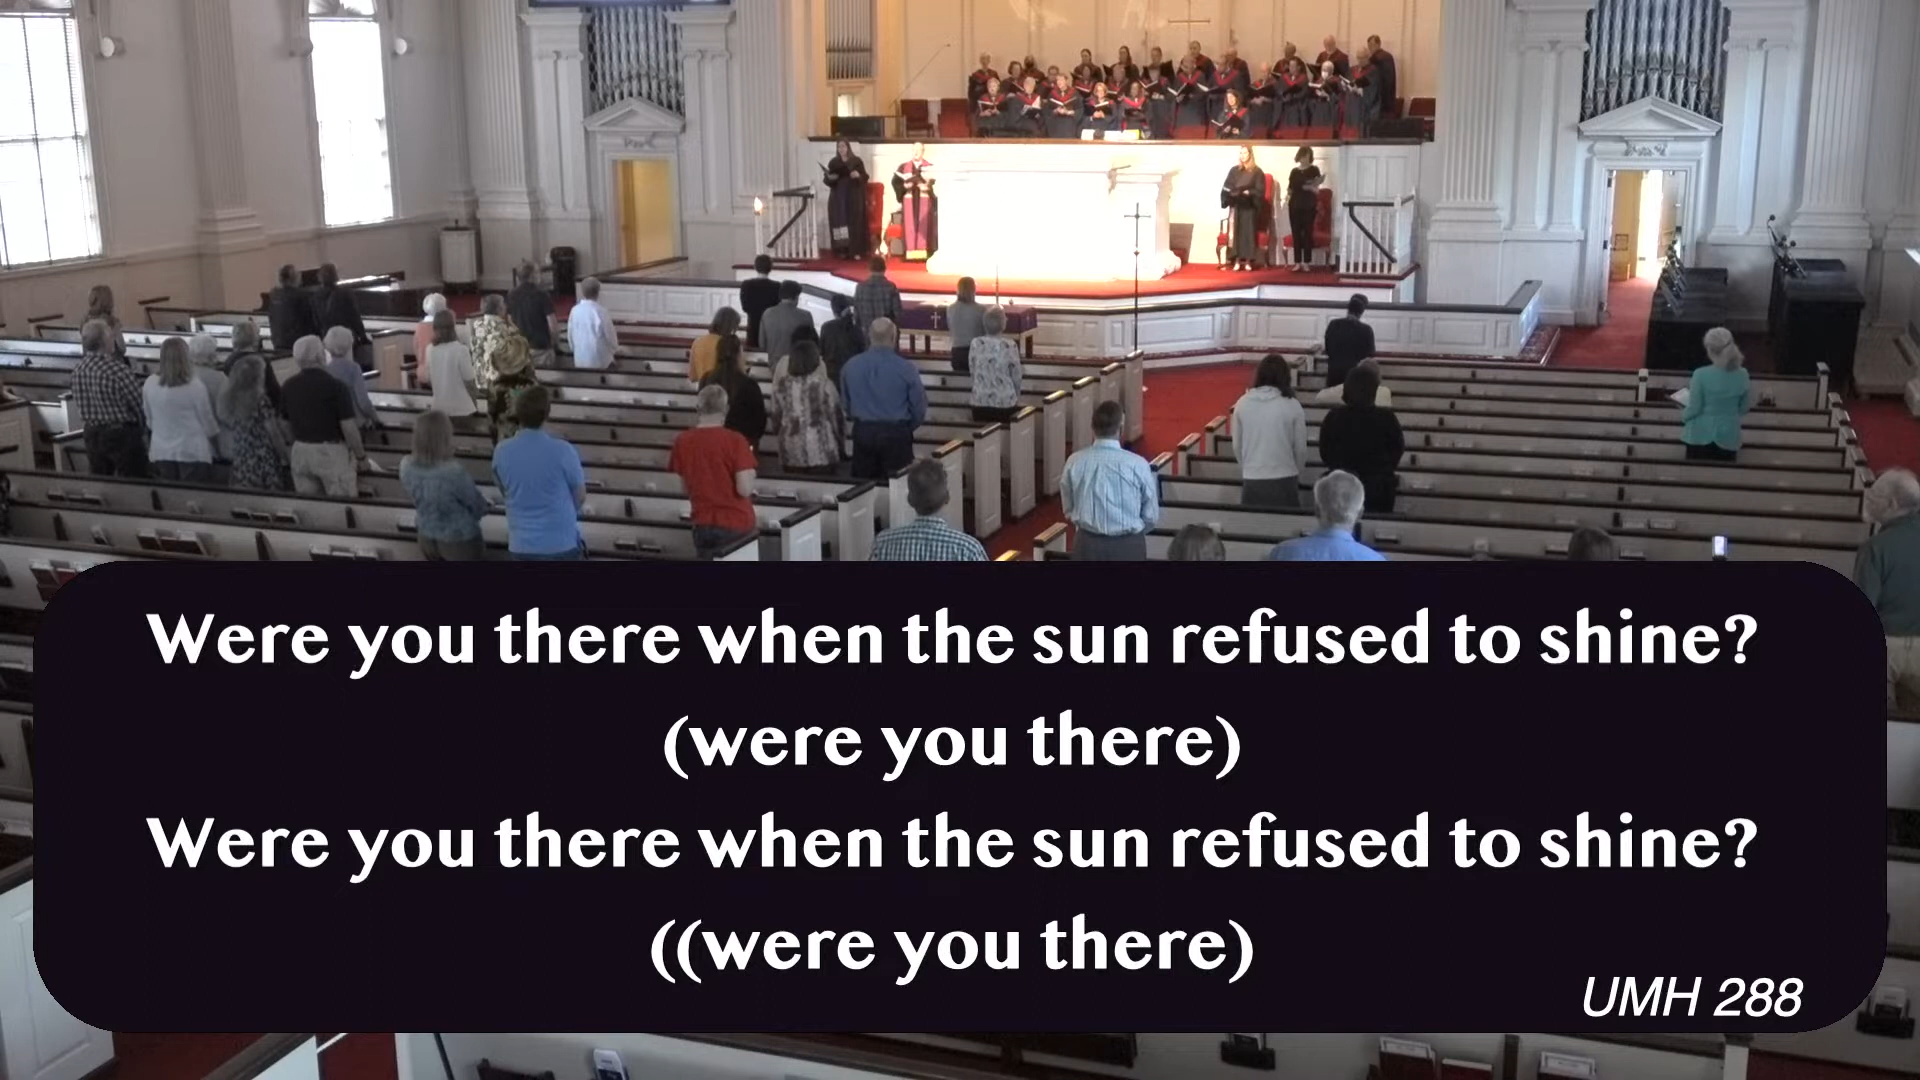 Were you there when the sun refused to shine?
(were you there)
Were you there when the sun refused to shine?
((were you there)
UMH 288